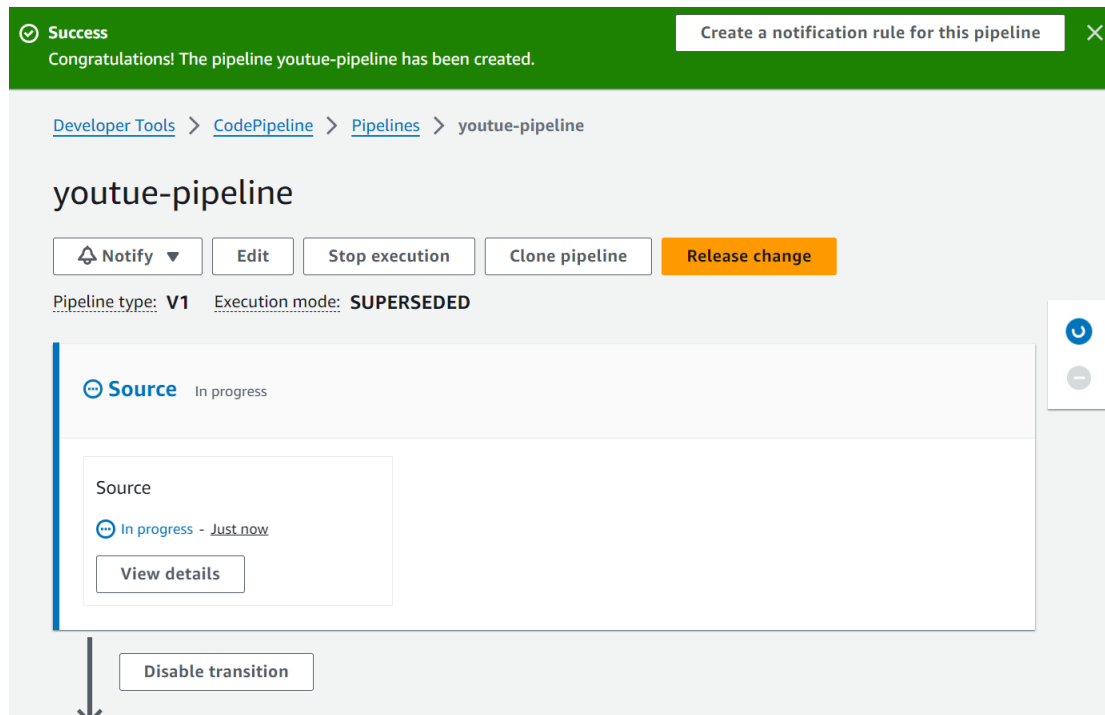 Success
Create a notification rule for this pipeline
Congratulations! The pipeline youtue-pipeline has been created.
Developer Tools > CodePipeline > Pipelines > youtue-pipeline
youtue-pipeline
Notify ▼ Edit Stop execution Clone pipeline Release change
Pipeline type: V1 Execution mode: SUPERSEDED
Source In progress
Source
In progress - Just now
View details
Disable transition